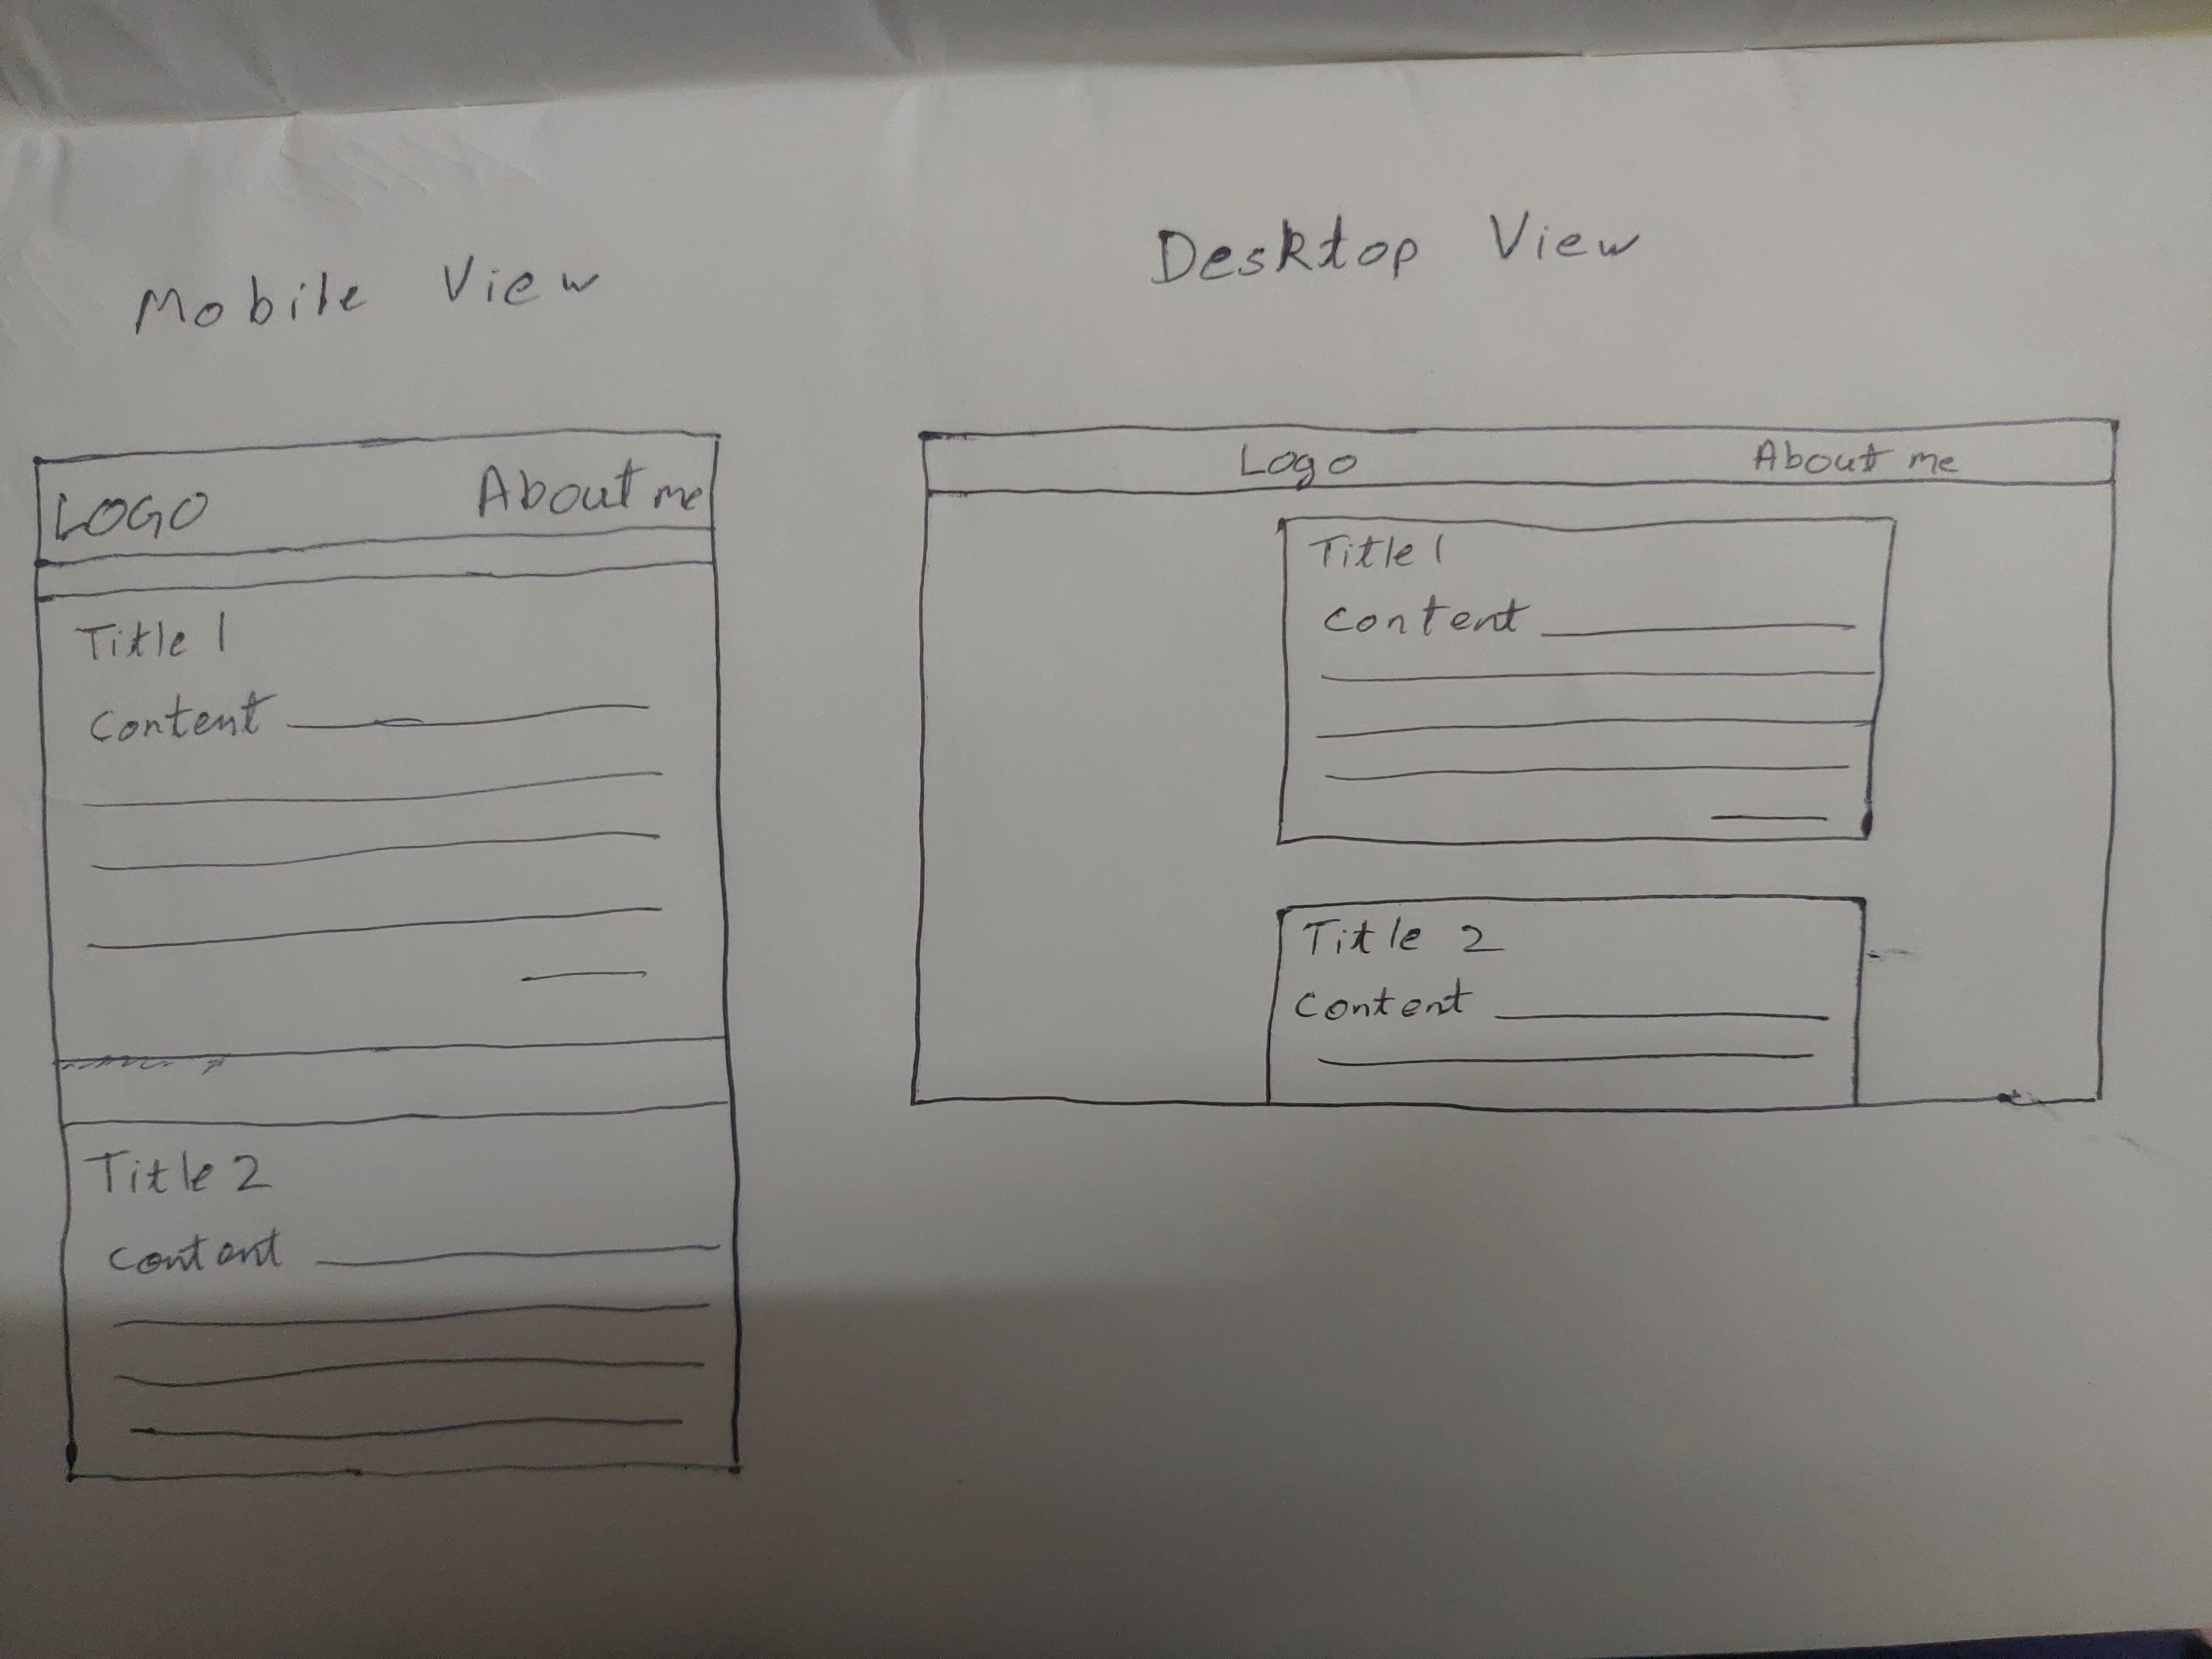 Mobile View
LOGO About me
Title 1
Content
Title 2
Content
Desktop View
Logo About me
Title 1
Content
Title 2
Content